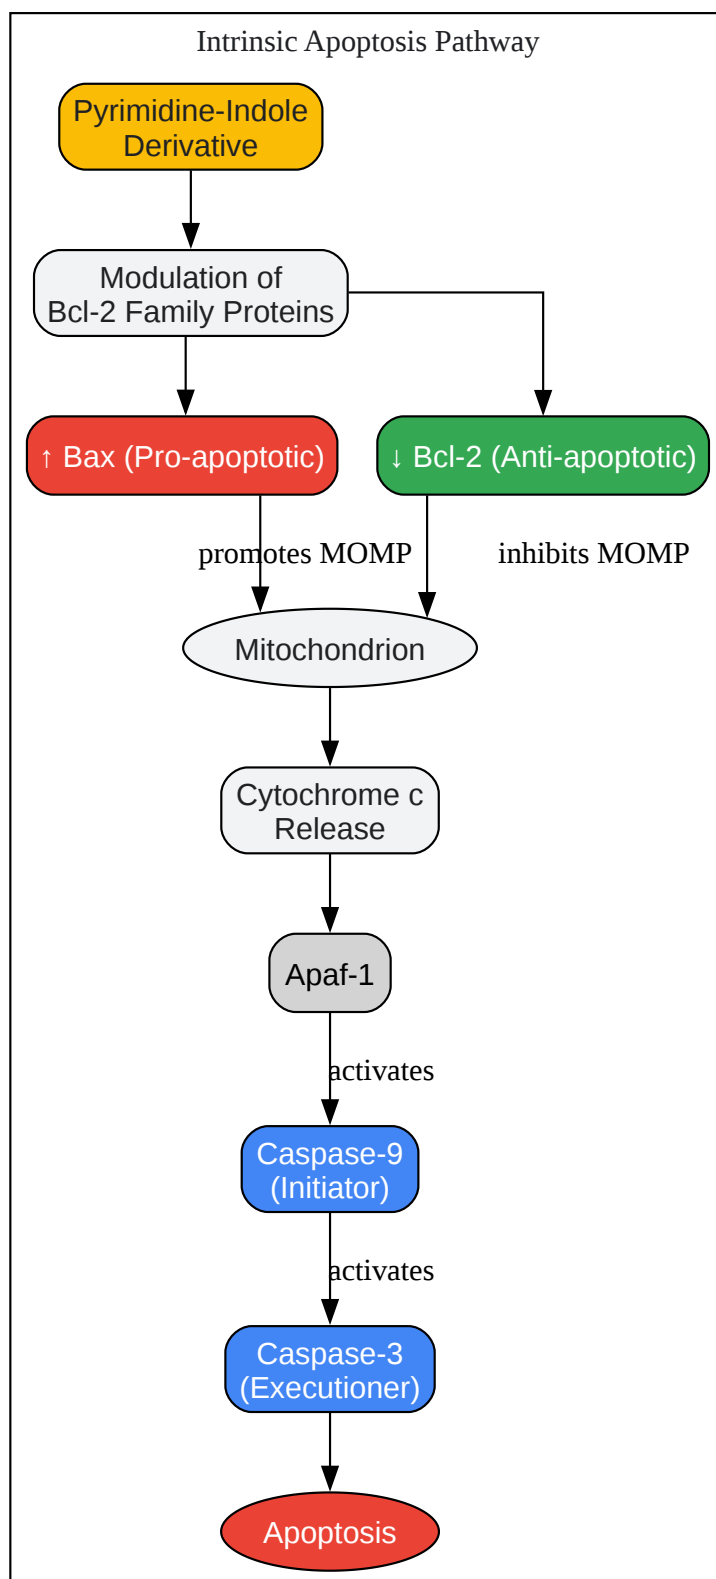 Intrinsic Apoptosis Pathway
Pyrimidine-Indole
Derivative
Modulation of
Bcl-2 Family Proteins
↑ Bax (Pro-apoptotic)
↓ Bcl-2 (Anti-apoptotic)
promotes MOMP
inhibits MOMP
Mitochondrion
Cytochrome c
Release
Apaf-1
activates
Caspase-9
(Initiator)
activates
Caspase-3
(Executioner)
Apoptosis